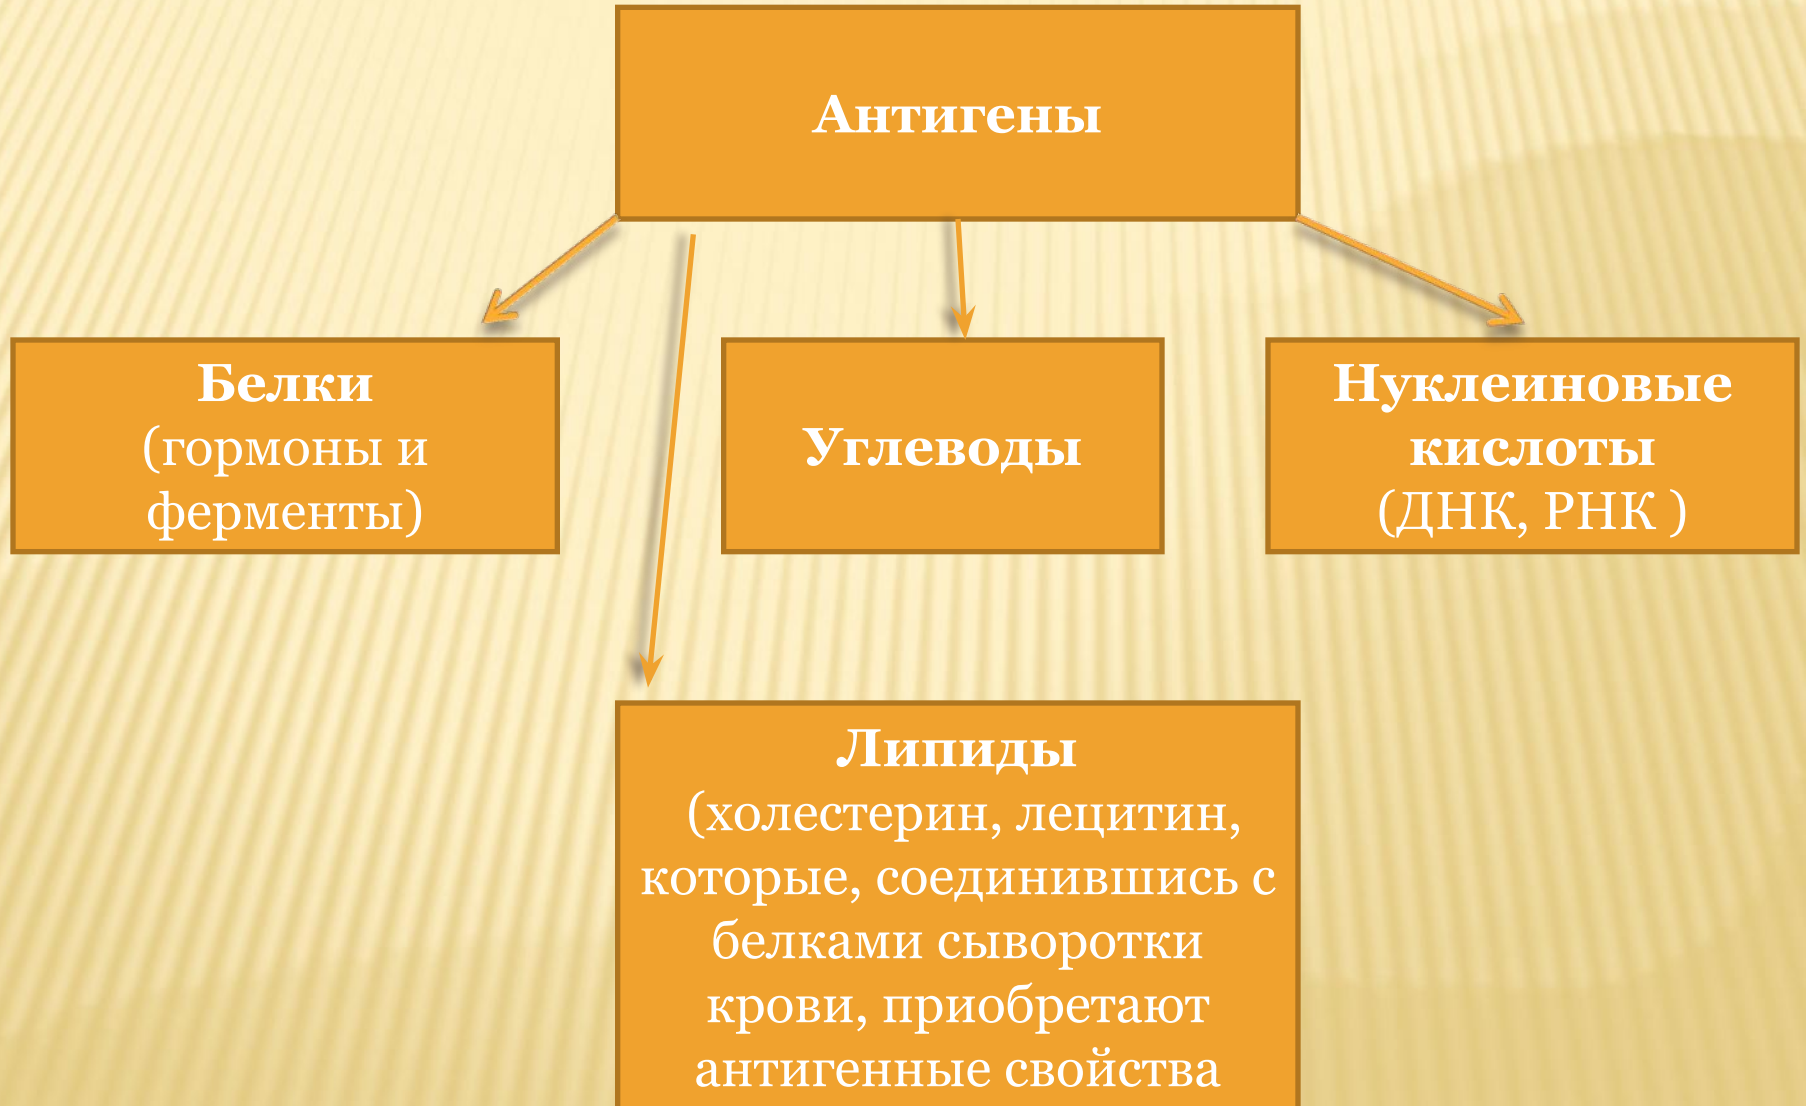 Антигены
Белки
(гормоны и
ферменты)
Углеводы
Нуклеиновые
кислоты
(ДНК, РНК )
Липиды
(холестерин, лецитин,
которые, соединившись с
белками сыворотки
крови, приобретают
антигенные свойства